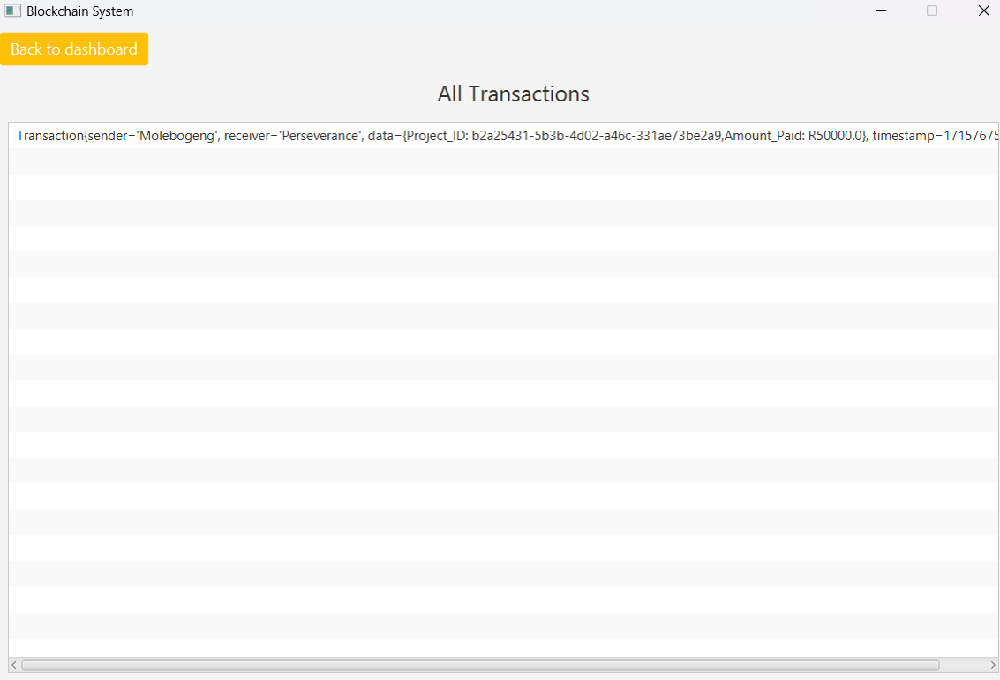 Blockchain System
Back to dashboard
All Transactions
Transaction{sender='Molebogeng', receiver='Perseverance', data={Project_ID: b2a25431-5b3b-4d02-a46c-331ae73be2a9,Amount_Paid: R50000.0}, timestamp=17157675